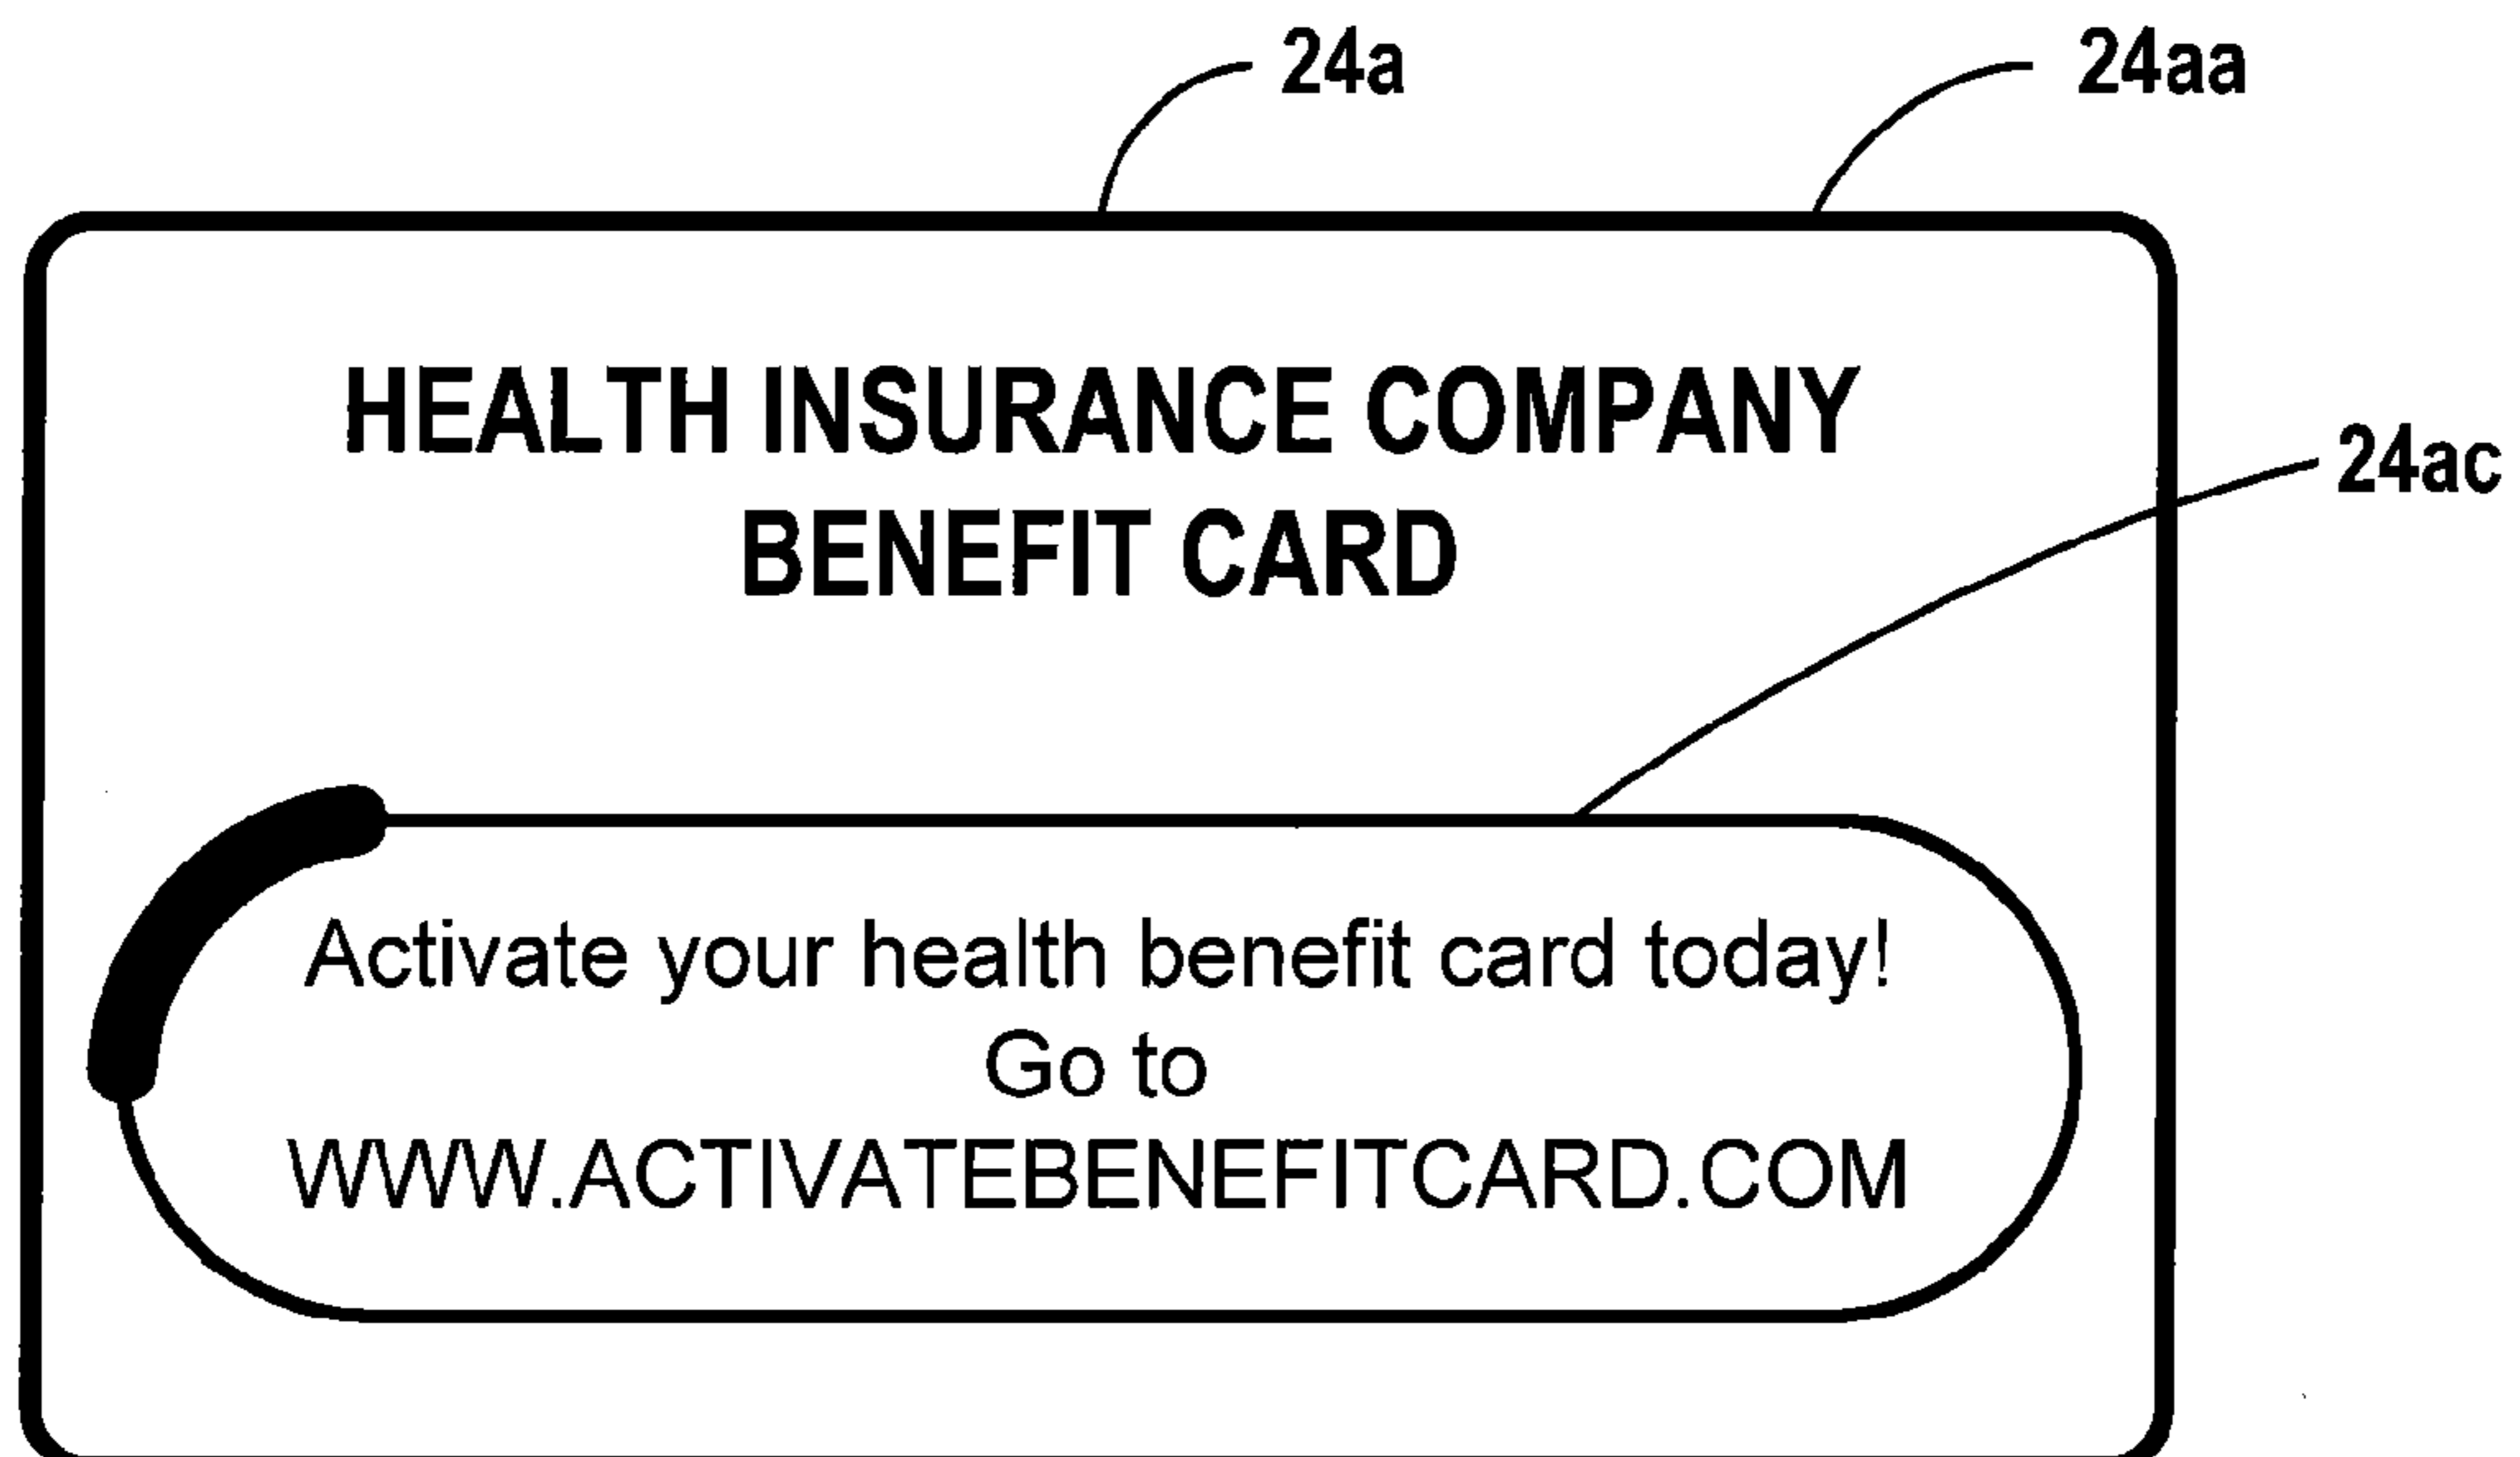 24a
24aa
HEALTH INSURANCE COMPANY
24ac
BENEFIT CARD
Activate your health benefit card today!
Go to
WWW.ACTIVATEBENEFITCARD.COM